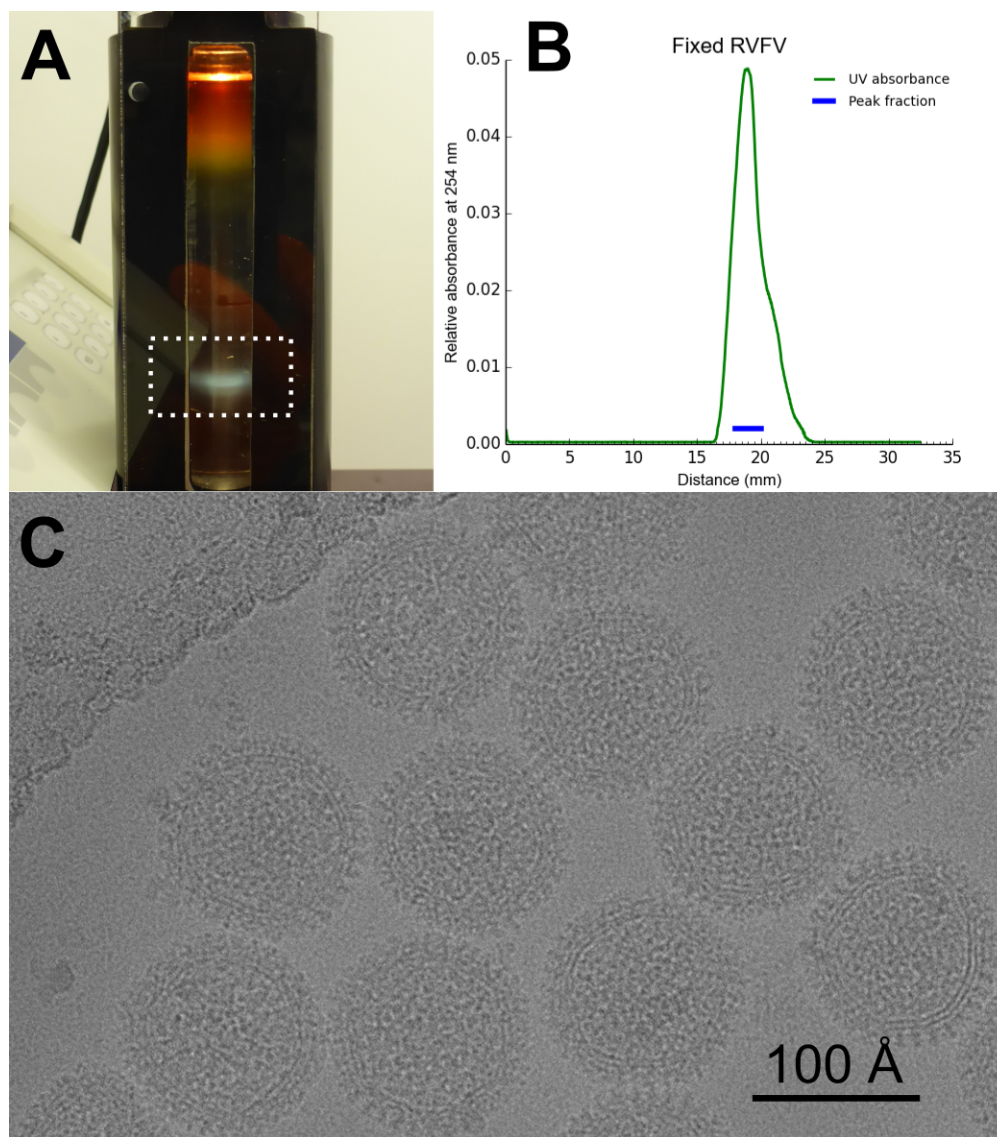 A
B
Fixed RVFV
UV absorbance
Peak fraction
Relative absorbance at 254 nm
0.05
0.04
0.03
0.02
0.01
0.00
0
5
10
15
20
25
30
35
Distance (mm)
C
100 Å